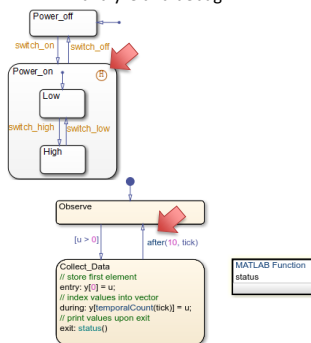 Power_off
switch_on
switch_off
Power_on
Low
switch_high
switch_low
High
Observe
[u > 0]
after(10, tick)
Collect_Data
// store first element
entry: y[0] = u;
// index values into vector
during: y[temporalCount(tick)] = u;
// print values upon exit
exit: status()
MATLAB Function
status